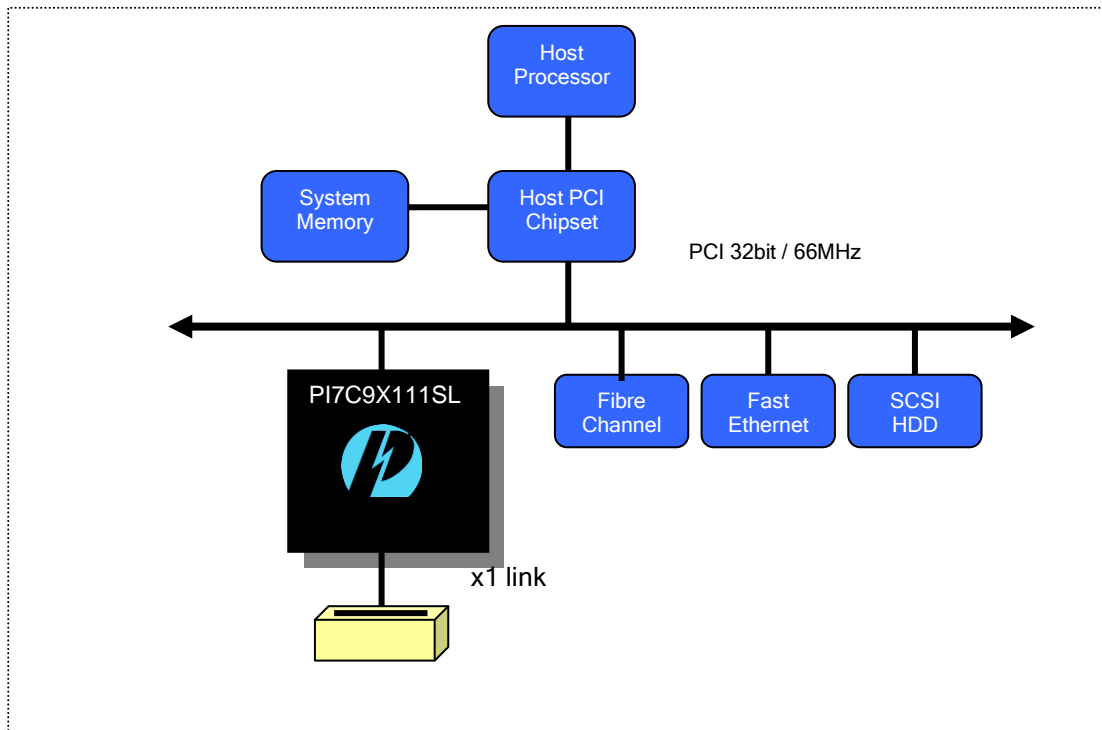 Host
Processor
System
Memory
Host PCI
Chipset
PCI 32bit / 66MHz
PI7C9X111SL
Fibre
Channel
Fast
Ethernet
SCSI
HDD
x1 link